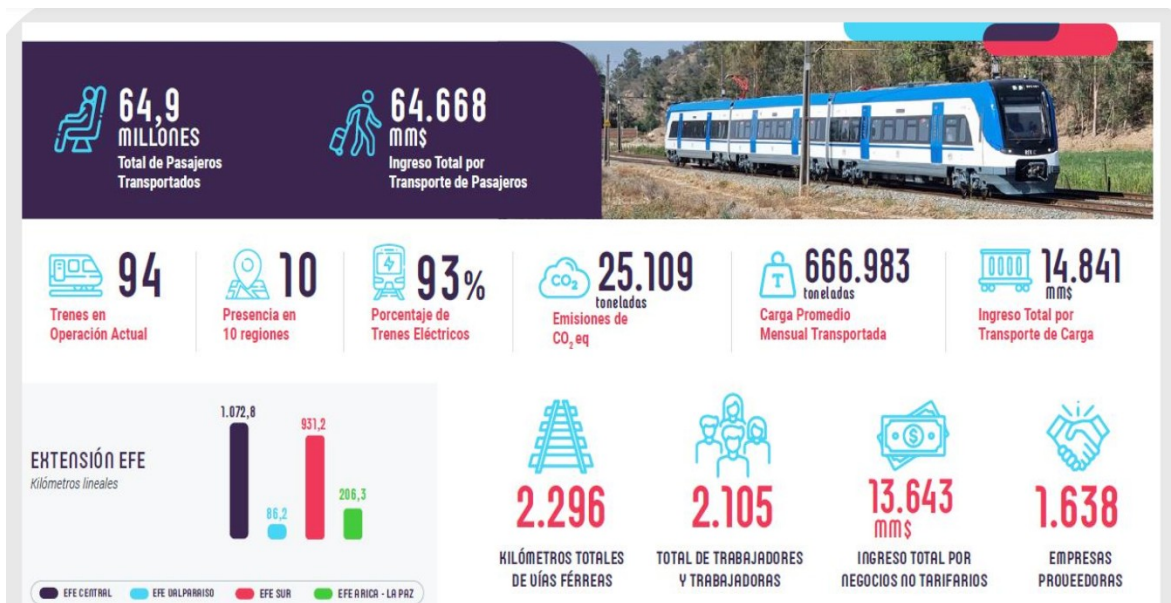 64,9
MILLONES
Total de Pasajeros
Transportados
64.668
MM$
Ingreso Total por
Transporte de Pasajeros
94
Trenes en
Operación Actual
10
Presencia en
10 regiones
93%
Porcentaje de
Trenes Eléctricos
CO₂
25.109
toneladas
Emisiones de
CO₂ eq
T
666.983
toneladas
Carga Promedio
Mensual Transportada
14.841
MM$
Ingreso Total por
Transporte de Carga
EXTENSIÓN EFE
Kilómetros lineales
1.072,8
86,2
931,2
206,3
EFE CENTRAL
EFE VALPARAISO
EFE SUR
EFE ARICA - LA PAZ
2.296
KILÓMETROS TOTALES
DE VÍAS FÉRREAS
2.105
TOTAL DE TRABAJADORES
Y TRABAJADORAS
$
13.643
MM$
INGRESO TOTAL POR
NEGOCIOS NO TARIFARIOS
1.638
EMPRESAS
PROVEEDORAS